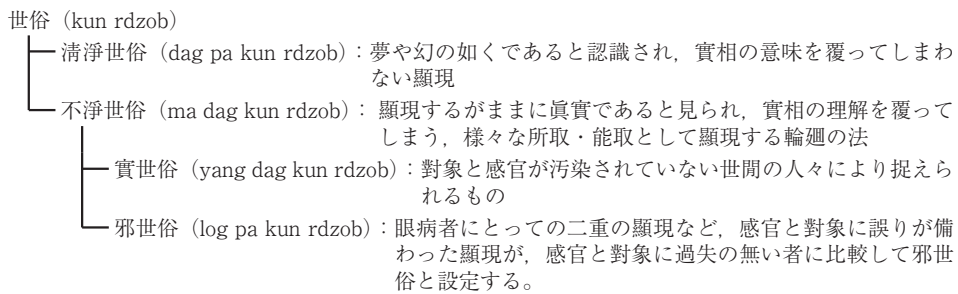 世俗（kun rdzob）
清淨世俗（dag pa kun rdzob）：夢や幻の如くであると認識され，實相の意味を覆ってしまわ
ない顯現
不淨世俗（ma dag kun rdzob）： 顯現するがままに眞實であると見られ，實相の理解を覆って
しまう，樣々な所取・能取として顯現する輪廻の法
實世俗（yang dag kun rdzob）：對象と感官が汚染されていない世閒の人々により捉えら
れるもの
邪世俗（log pa kun rdzob）：眼病者にとっての二重の顯現など，感官と對象に誤りが備
わった顯現が，感官と對象に過失の無い者に比較して邪世
俗と設定する。